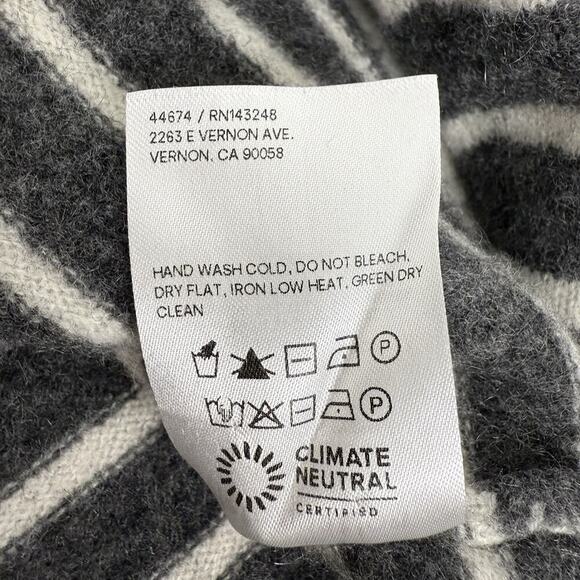 44674 / RN143248
2263 E VERNON AVE.
VERNON, CA 90058
HAND WASH COLD, DO NOT BLEACH,
DRY FLAT, IRON LOW HEAT, GREEN DRY
CLEAN
P
P
CLIMATE
NEUTRAL
CERTIFIED